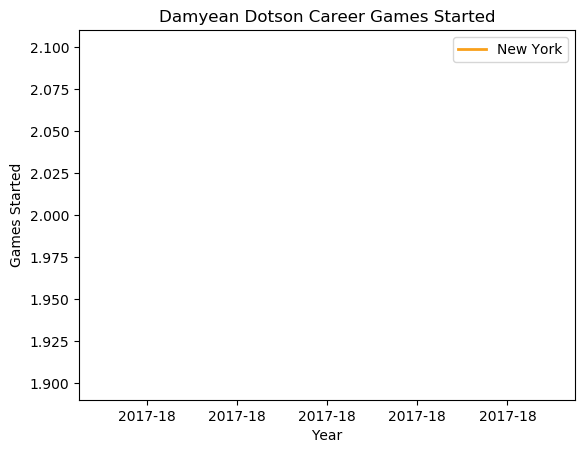 Damyean Dotson Career Games Started
New York
2.100
2.075
2.050
2.025
2.000
1.975
1.950
1.925
1.900
Games Started
2017-18 2017-18 2017-18 2017-18 2017-18
Year